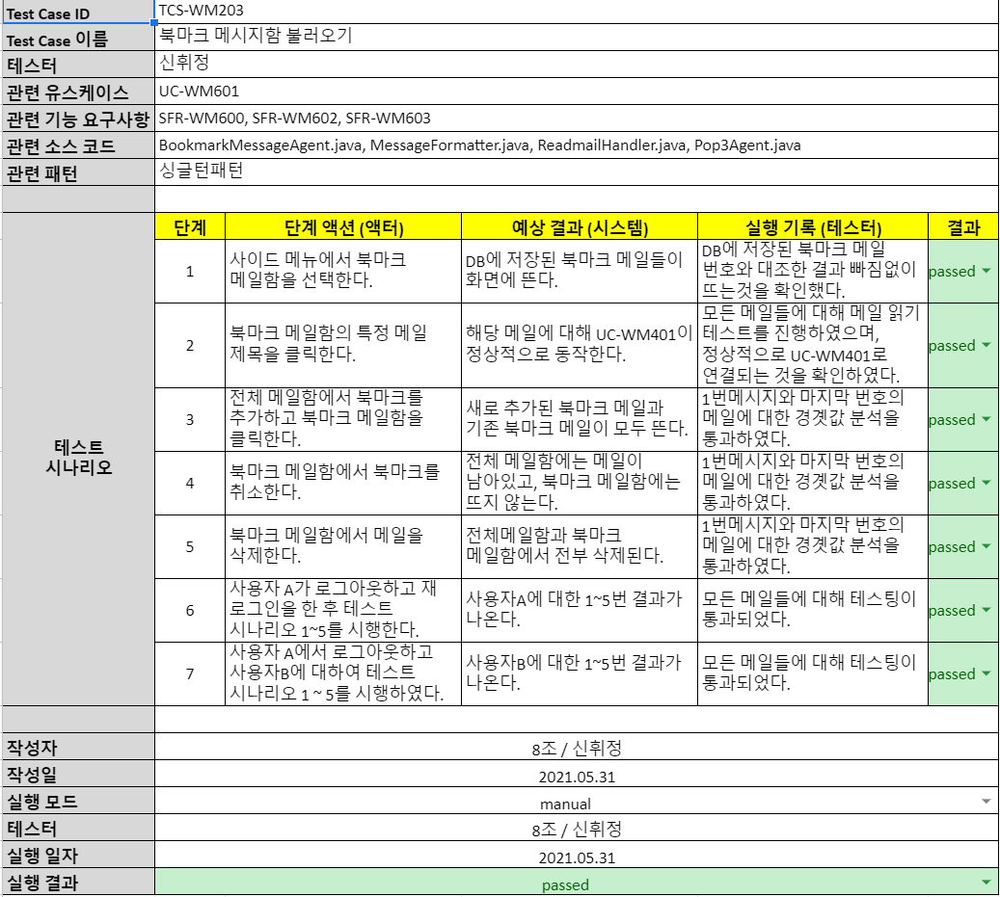 Test Case ID TCS-WM203
Test Case 이름 북마크 메시지함 불러오기
테스터 신휘정
관련 유스케이스 UC-WM601
관련 기능 요구사항 SFR-WM600, SFR-WM602, SFR-WM603
관련 소스 코드 BookmarkMessageAgent.java, MessageFormatter.java, ReadmailHandler.java, Pop3Agent.java
관련 패턴 싱글턴패턴
테스트
시나리오
단계 단계 액션 (액터) 예상 결과 (시스템) 실행 기록 (테스터) 결과
1
사이드 메뉴에서 북마크
메일함을 선택한다.
DB에 저장된 북마크 메일들이
화면에 뜬다.
DB에 저장된 북마크 메일
번호와 대조한 결과 빠짐없이
뜨는것을 확인했다.
passed
2
북마크 메일함의 특정 메일
제목을 클릭한다.
해당 메일에 대해 UC-WM401이
정상적으로 동작한다.
모든 메일들에 대해 메일 읽기
테스트를 진행하였으며,
정상적으로 UC-WM401로
연결되는 것을 확인하였다.
passed
3
전체 메일함에서 북마크를
추가하고 북마크 메일함을
클릭한다.
새로 추가된 북마크 메일과
기존 북마크 메일이 모두 뜬다.
1번메시지와 마지막 번호의
메일에 대한 경곗값 분석을
통과하였다.
passed
4
북마크 메일함에서 북마크를
취소한다.
전체 메일함에는 메일이
남아있고, 북마크 메일함에는
뜨지 않는다.
1번메시지와 마지막 번호의
메일에 대한 경곗값 분석을
통과하였다.
passed
5
북마크 메일함에서 메일을
삭제한다.
전체메일함과 북마크
메일함에서 전부 삭제된다.
1번메시지와 마지막 번호의
메일에 대한 경곗값 분석을
통과하였다.
passed
6
사용자 A가 로그아웃하고 재
로그인을 한 후 테스트
시나리오 1~5를 시행한다.
사용자A에 대한 1~5번 결과가
나온다.
모든 메일들에 대해 테스팅이
통과되었다.
passed
7
사용자 A에서 로그아웃하고
사용자B에 대하여 테스트
시나리오 1 ~ 5를 시행하였다.
사용자B에 대한 1~5번 결과가
나온다.
모든 메일들에 대해 테스팅이
통과되었다.
passed
작성자 8조 / 신휘정
작성일 2021.05.31
실행 모드 manual
테스터 8조 / 신휘정
실행 일자 2021.05.31
실행 결과 passed